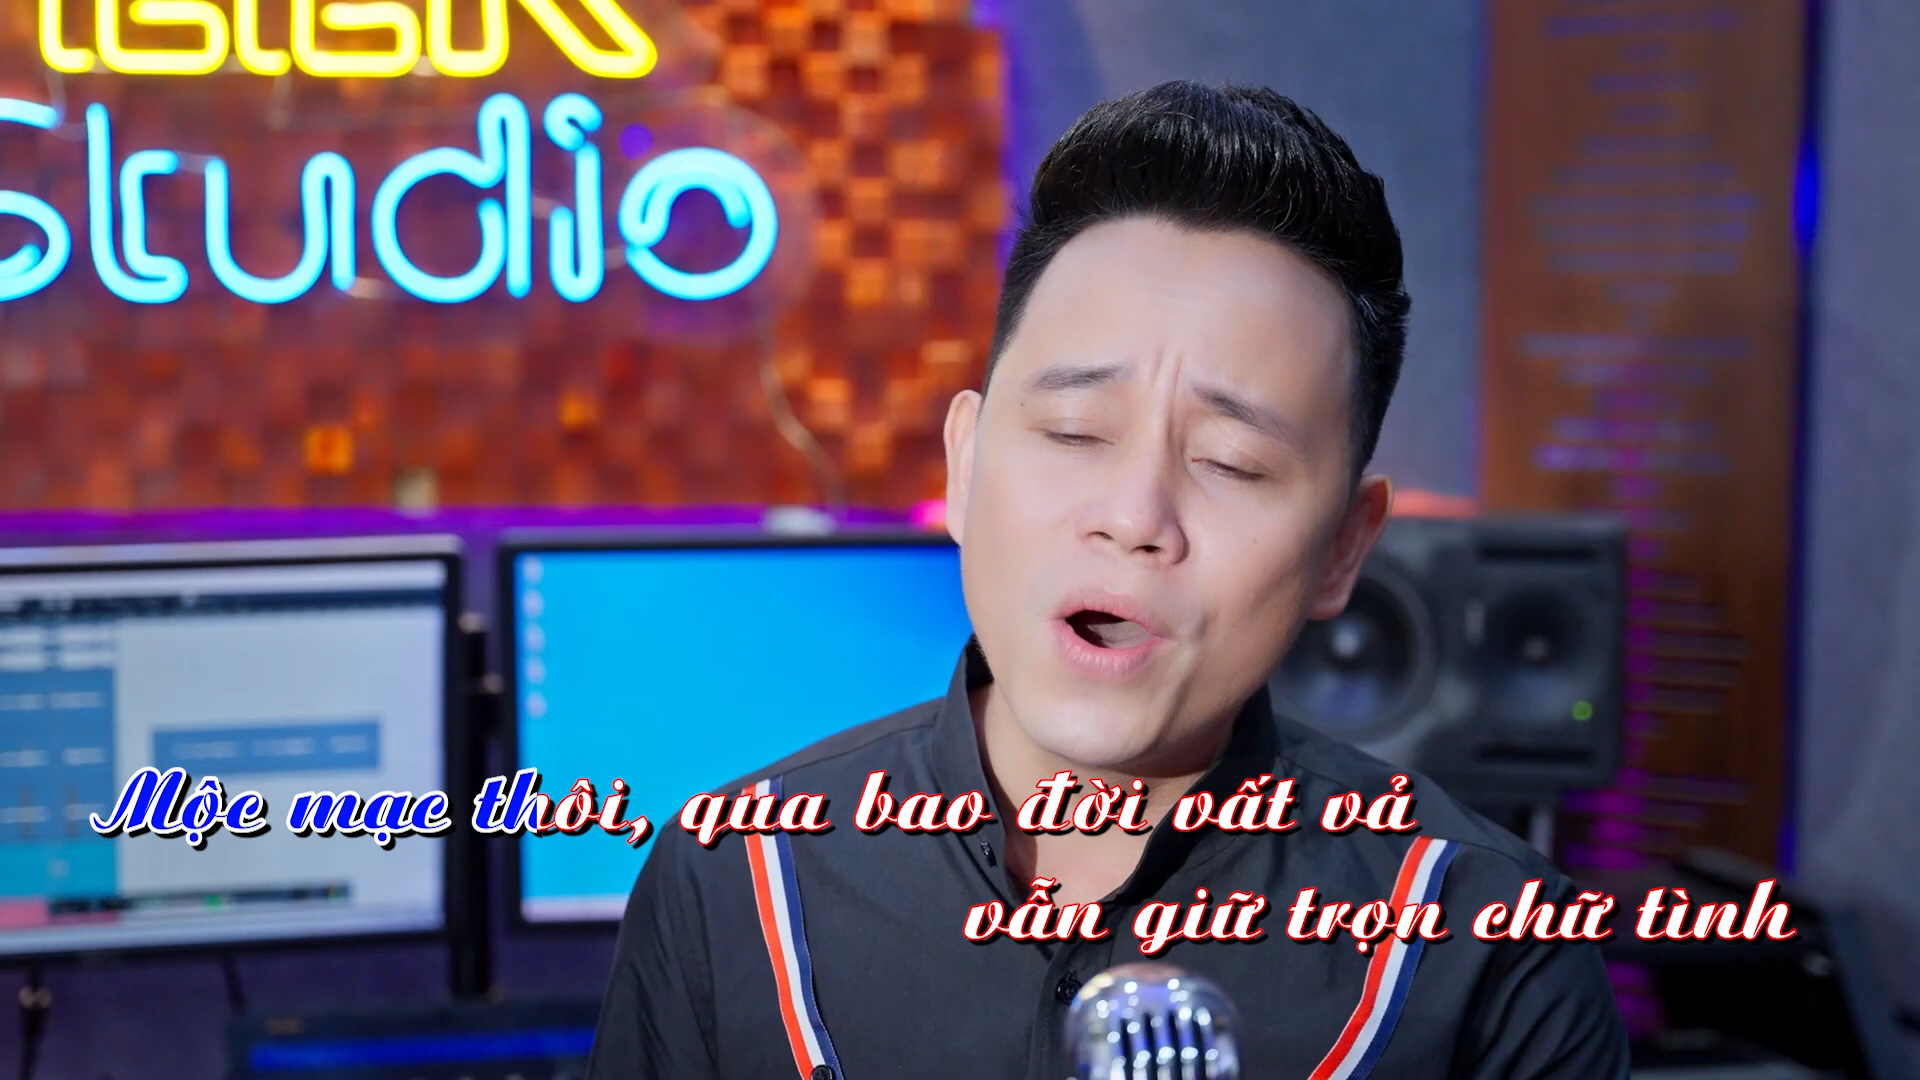 Studio
Mộc mạc thôi, qua bao đời vất vả
vẫn giữ trọn chữ tình